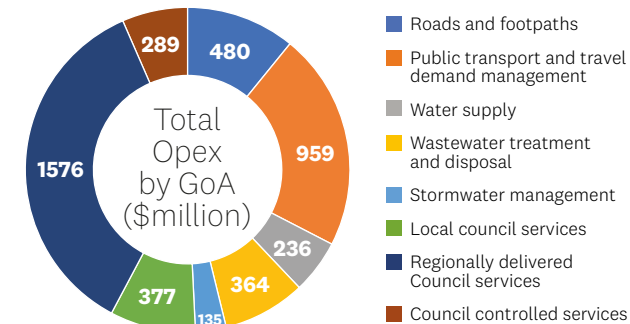 289
480
959
1576
236
364
377
135
Total
Opex
by GoA
($million)
Roads and footpaths
Public transport and travel
demand management
Water supply
Wastewater treatment
and disposal
Stormwater management
Local council services
Regionally delivered
Council services
Council controlled services